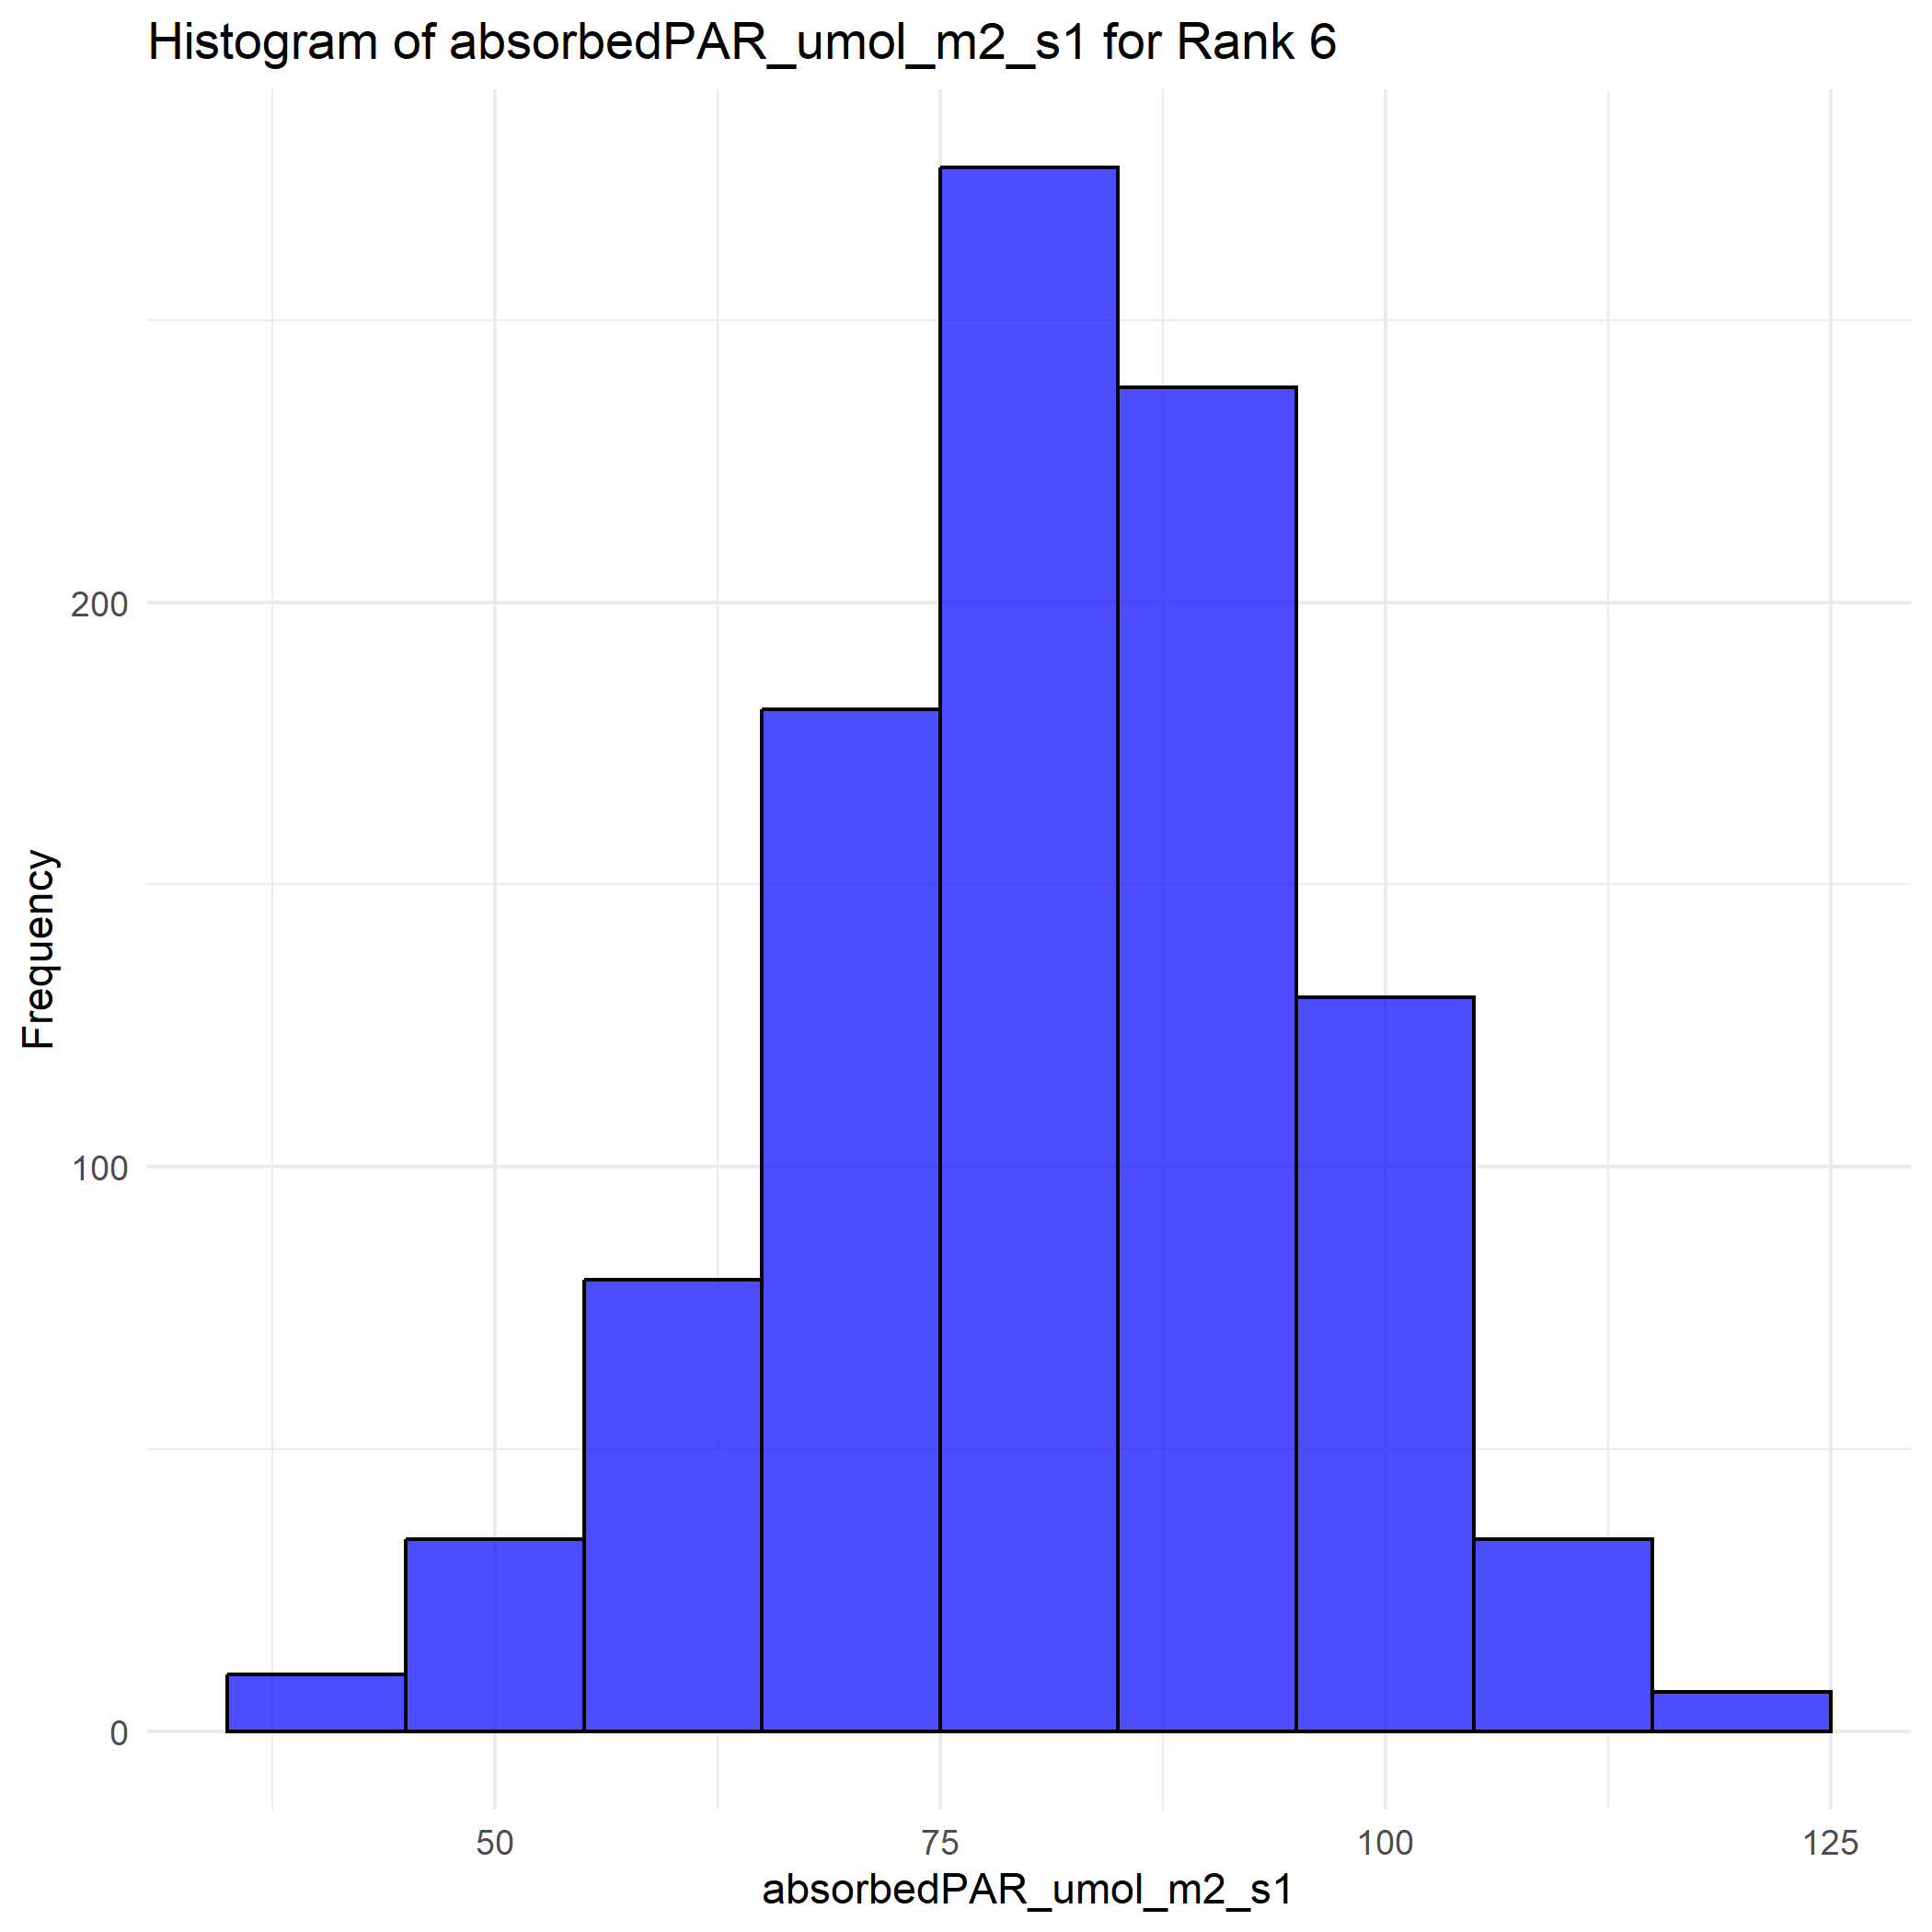 Histogram of absorbedPAR_umol_m2_s1 for Rank 6
Frequency
200
100
0
50 75 100 125
absorbedPAR_umol_m2_s1